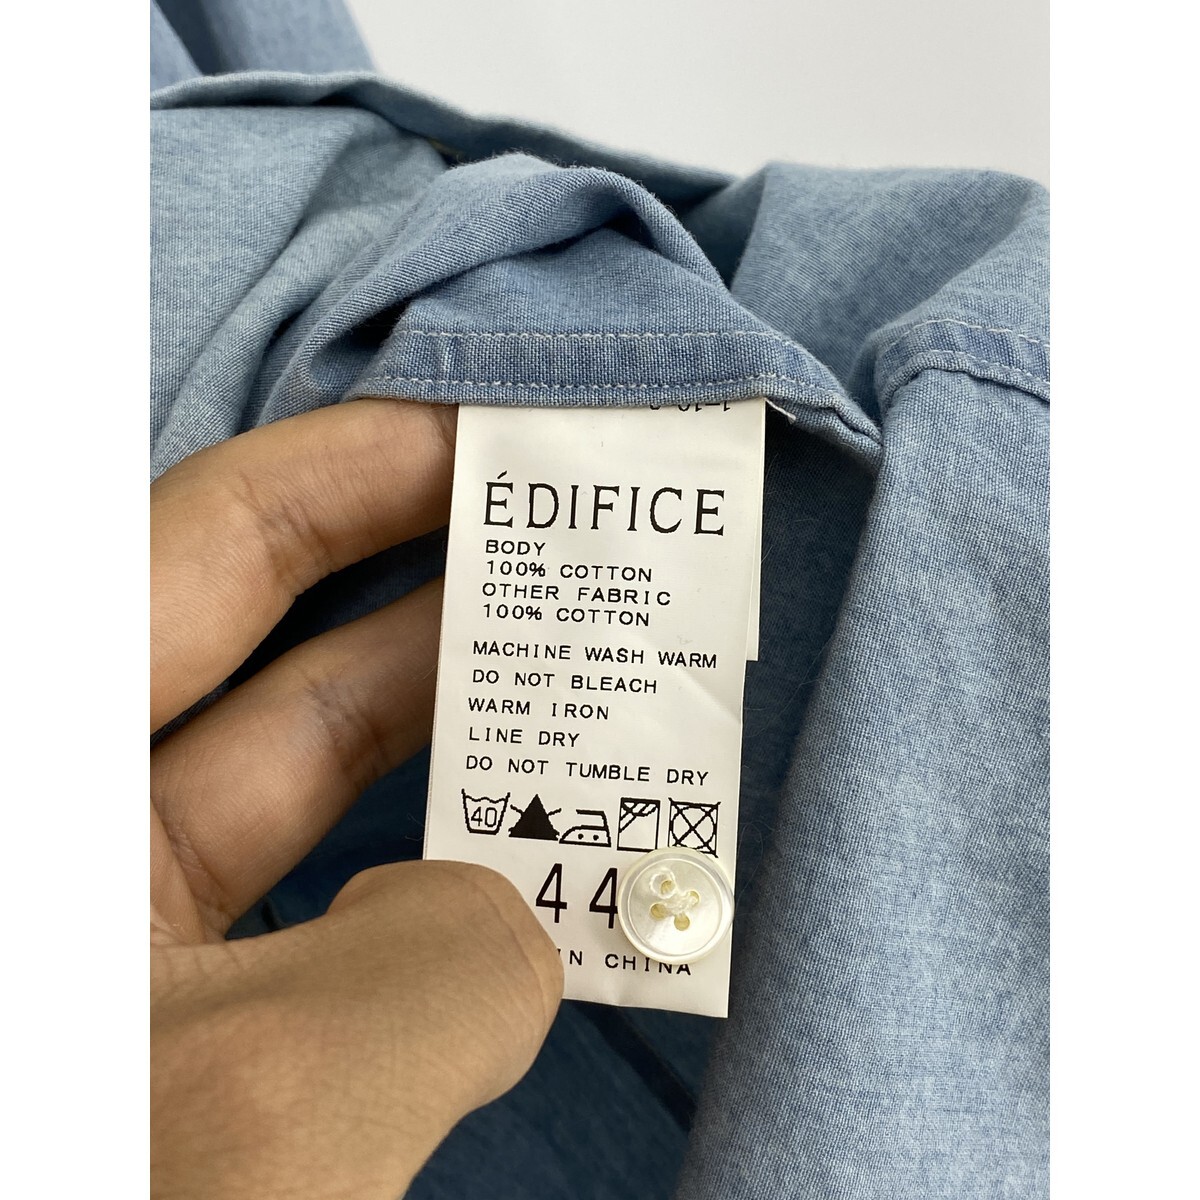 ÉDIFICE
BODY
100% COTTON
OTHER FABRIC
100% COTTON
MACHINE WASH WARM
DO NOT BLEACH
WARM IRON
LINE DRY
DO NOT TUMBLE DRY
40
44
IN CHINA